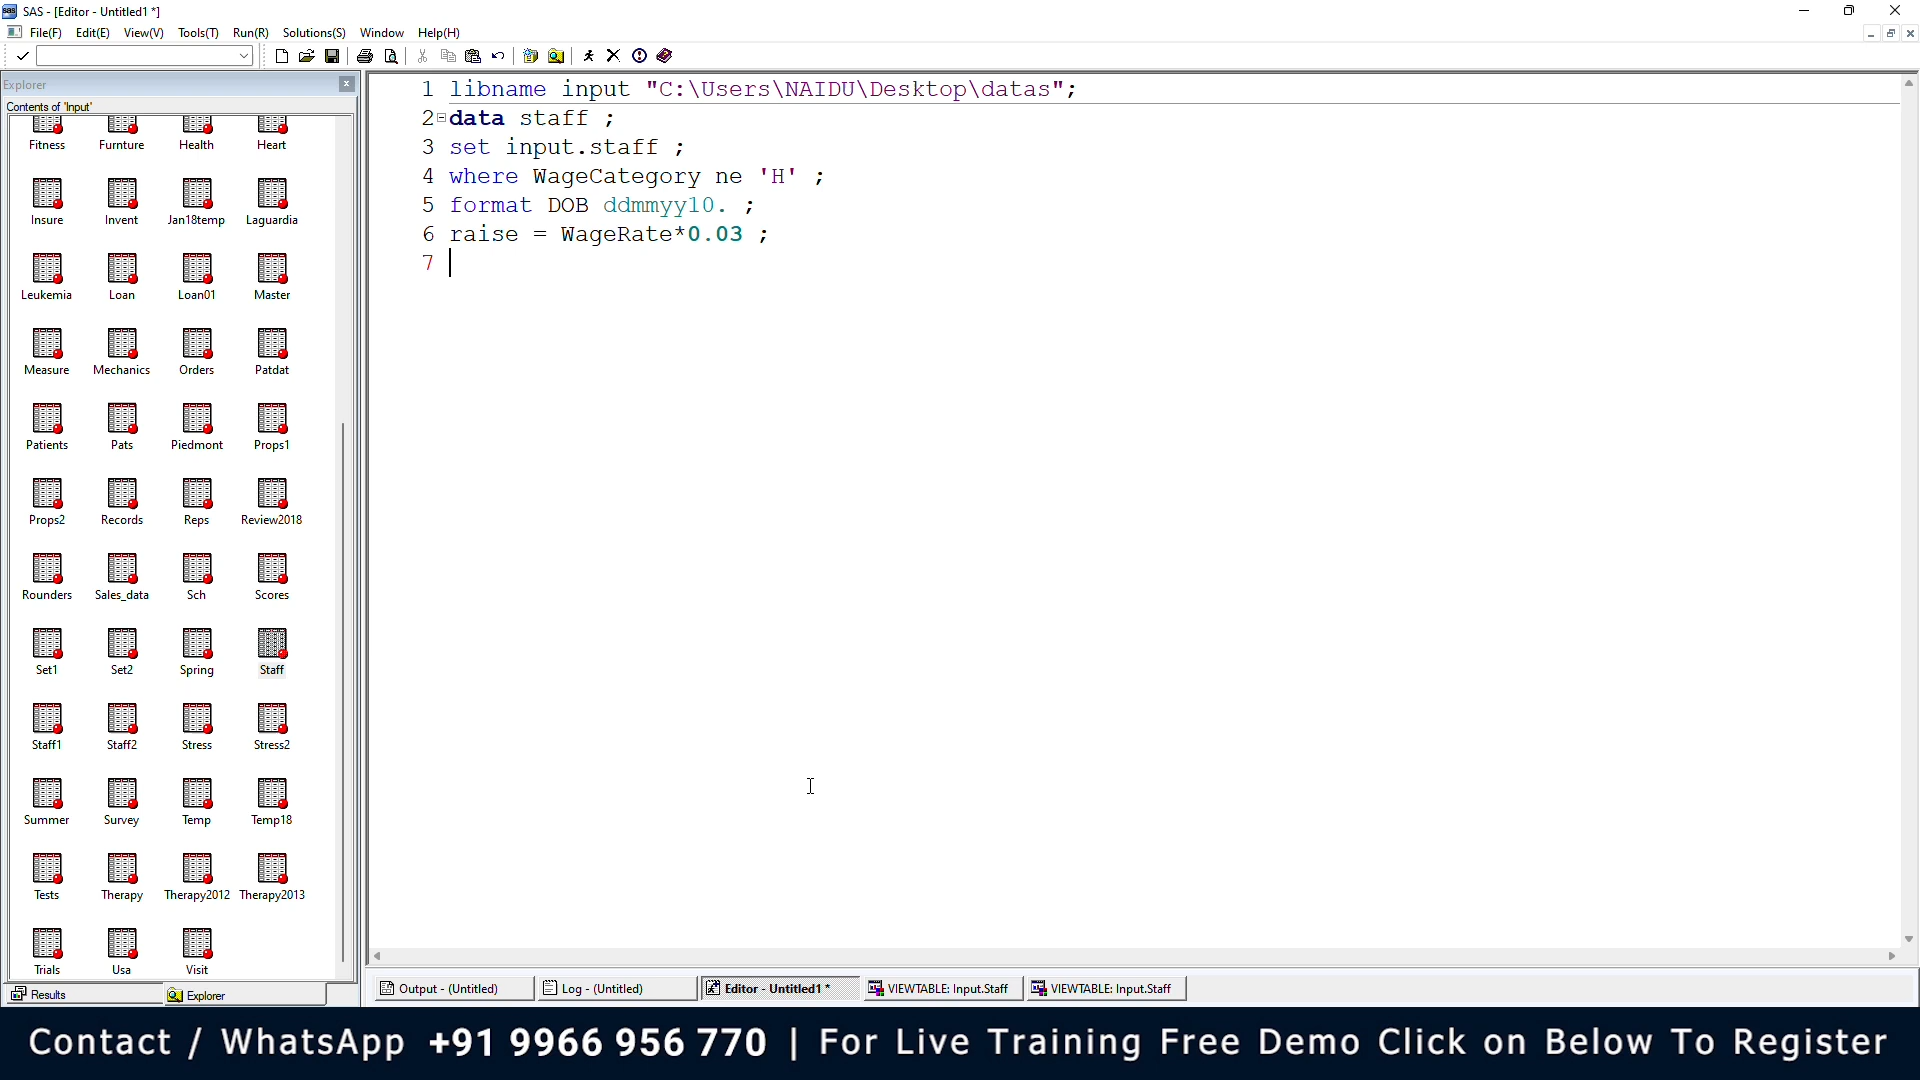 SAS - [Editor - Untitled1 *]
File(F) Edit(E) View(V) Tools(T) Run(R) Solutions(S) Window Help(H)
Explorer
Contents of 'Input'
Fitness Furnture Health Heart
Insure Invent Jan18temp Laguardia
Leukemia Loan Loan01 Master
Measure Mechanics Orders Patdat
Patients Pats Piedmont Props1
Props2 Records Reps Review2018
Rounders Sales_data Sch Scores
Set1 Set2 Spring Staff
Staff1 Staff2 Stress Stress2
Summer Survey Temp Temp18
Tests Therapy Therapy2012 Therapy2013
Trials Usa Visit
Results Explorer
1 libname input "C:\Users\NAIDU\Desktop\datas";
2 data staff ;
3 set input.staff ;
4 where WageCategory ne 'H' ;
5 format DOB ddmmyy10. ;
6 raise = WageRate*0.03 ;
7
Output - (Untitled) Log - (Untitled) Editor - Untitled1 * VIEWTABLE: Input.Staff VIEWTABLE: Input.Staff
Contact / WhatsApp +91 9966 956 770 | For Live Training Free Demo Click on Below To Register